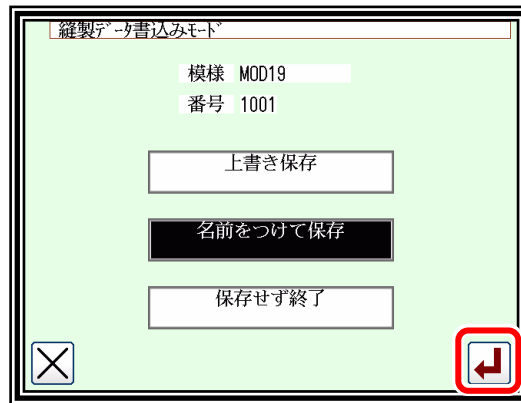 縫製ﾃﾞｰﾀ書込みﾓｰﾄﾞ
模様 MOD19
番号 1001
上書き保存
名前をつけて保存
保存せず終了